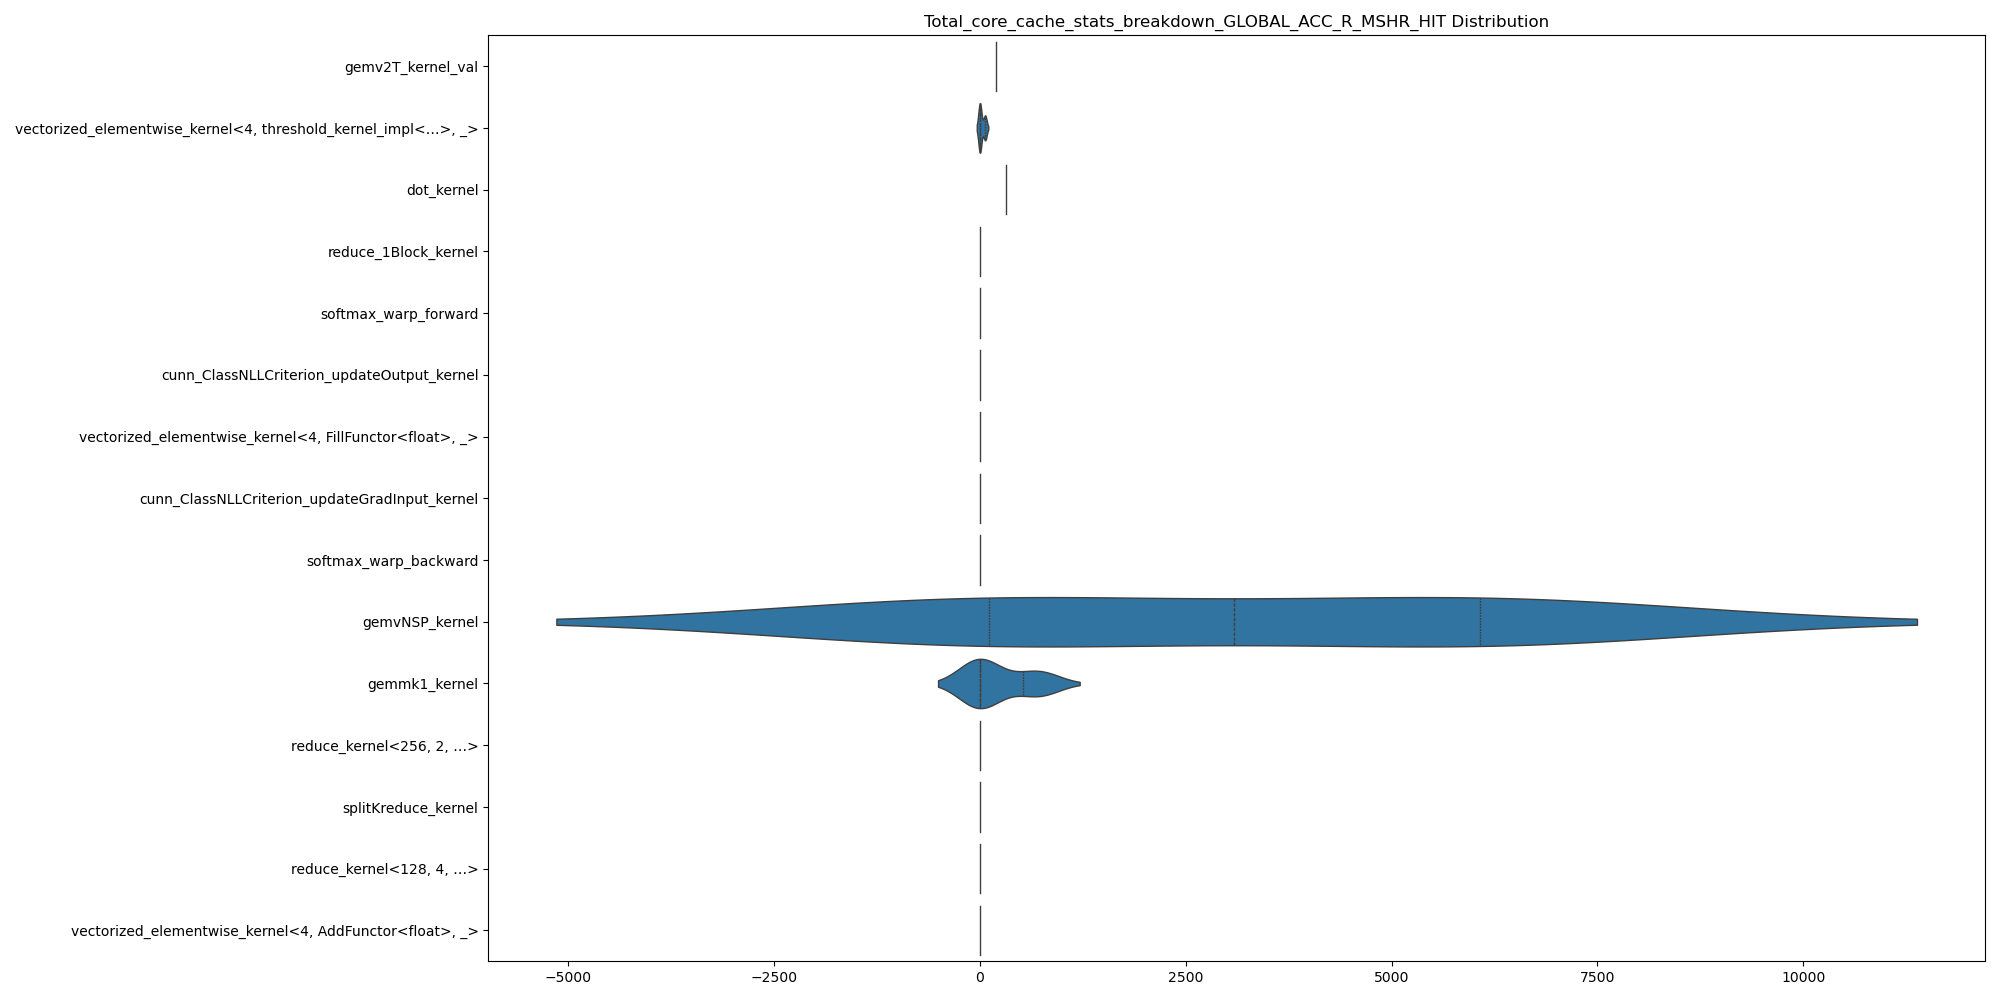 Total_core_cache_stats_breakdown_GLOBAL_ACC_R_MSHR_HIT Distribution
gemv2T_kernel_val
vectorized_elementwise_kernel<4, threshold_kernel_impl<...>, _>
dot_kernel
reduce_1Block_kernel
softmax_warp_forward
cunn_ClassNLLCriterion_updateOutput_kernel
vectorized_elementwise_kernel<4, FillFunctor<float>, _>
cunn_ClassNLLCriterion_updateGradInput_kernel
softmax_warp_backward
gemvNSP_kernel
gemmk1_kernel
reduce_kernel<256, 2, ...>
splitKreduce_kernel
reduce_kernel<128, 4, ...>
vectorized_elementwise_kernel<4, AddFunctor<float>, _>
−5000 −2500 0 2500 5000 7500 10000